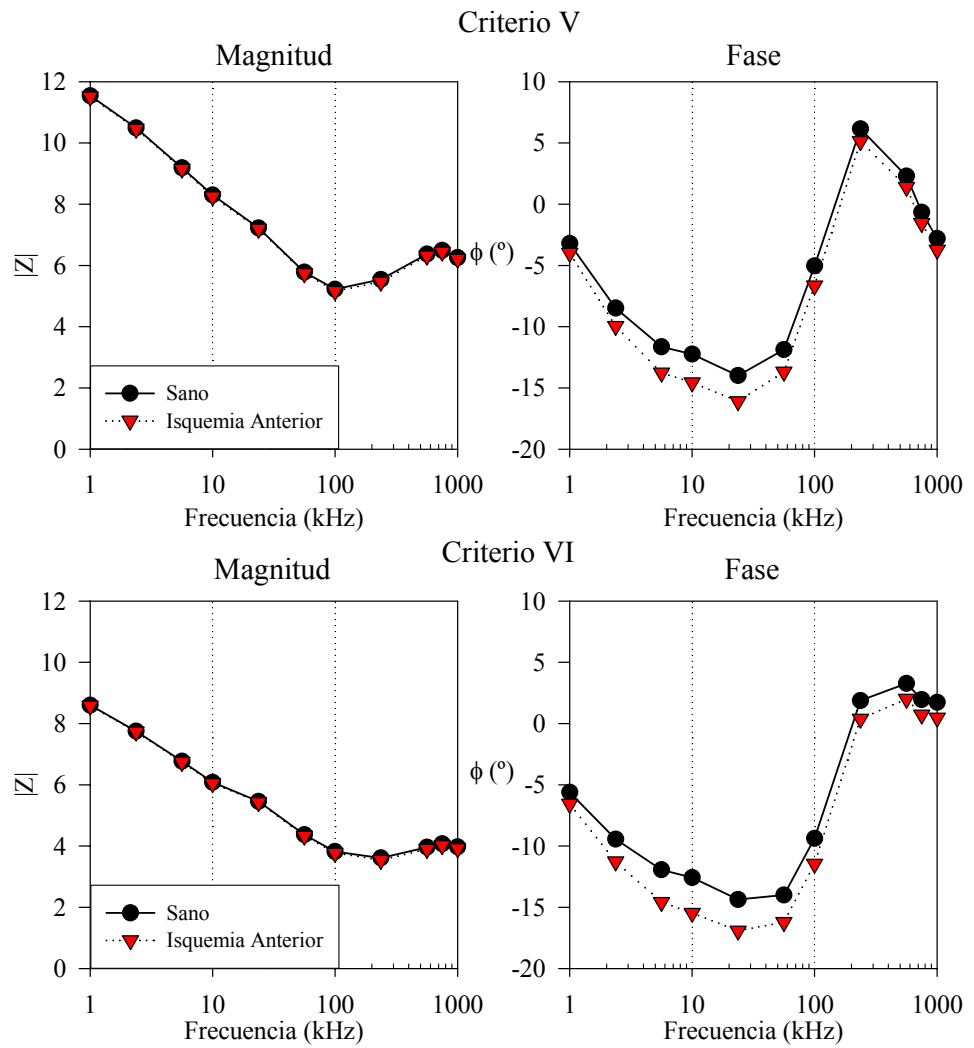 Criterio V
Magnitud
Fase
12
10
8
6
4
2
0
|Z|
Sano
Isquemia Anterior
1 10 100 1000
Frecuencia (kHz)
10
5
0
-5
-10
-15
-20
ϕ (º)
1 10 100 1000
Frecuencia (kHz)
Criterio VI
Magnitud
Fase
12
10
8
6
4
2
0
|Z|
Sano
Isquemia Anterior
1 10 100 1000
Frecuencia (kHz)
10
5
0
-5
-10
-15
-20
ϕ (º)
1 10 100 1000
Frecuencia (kHz)